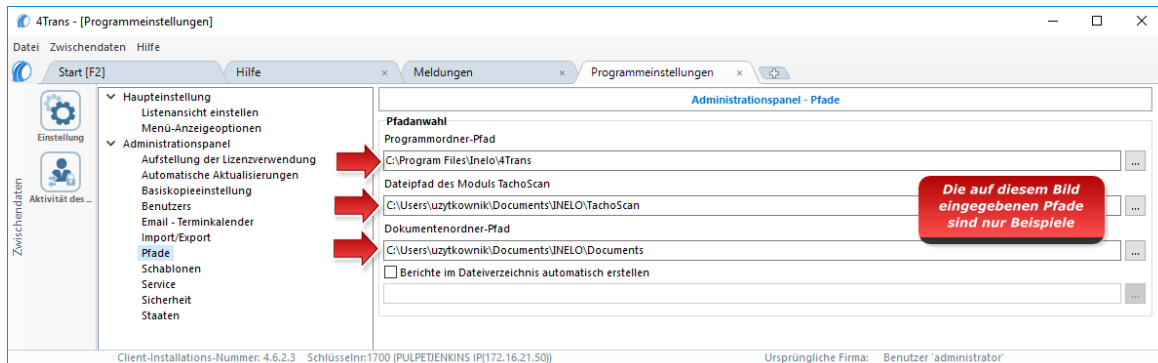 4Trans - [Programmeinstellungen]
Datei Zwischendaten Hilfe
Start [F2]
Hilfe
Meldungen
Programmeinstellungen
Zwischendaten
Einstellung
Aktivität des ...
Haupteinstellung
Listenansicht einstellen
Menü-Anzeigeoptionen
Administrationspanel
Aufstellung der Lizenzverwendung
Automatische Aktualisierungen
Basiskopieeinstellung
Benutzers
Email - Terminkalender
Import/Export
Pfade
Schablonen
Service
Sicherheit
Staaten
Administrationspanel - Pfade
Pfadanwahl
Programmordner-Pfad
C:\Program Files\Inelo\4Trans
...
Dateipfad des Moduls TachoScan
C:\Users\uzytkownik\Documents\INELO\TachoScan
...
Dokumentenordner-Pfad
C:\Users\uzytkownik\Documents\INELO\Documents
...
Berichte im Dateiverzeichnis automatisch erstellen
...
Die auf diesem Bild
eingegebenen Pfade
sind nur Beispiele
Client-Installations-Nummer: 4.6.2.3 Schlüsselnr:1700 (PULPETJENKINS IP(172.16.21.50)) Ursprüngliche Firma: Benutzer 'administrator'